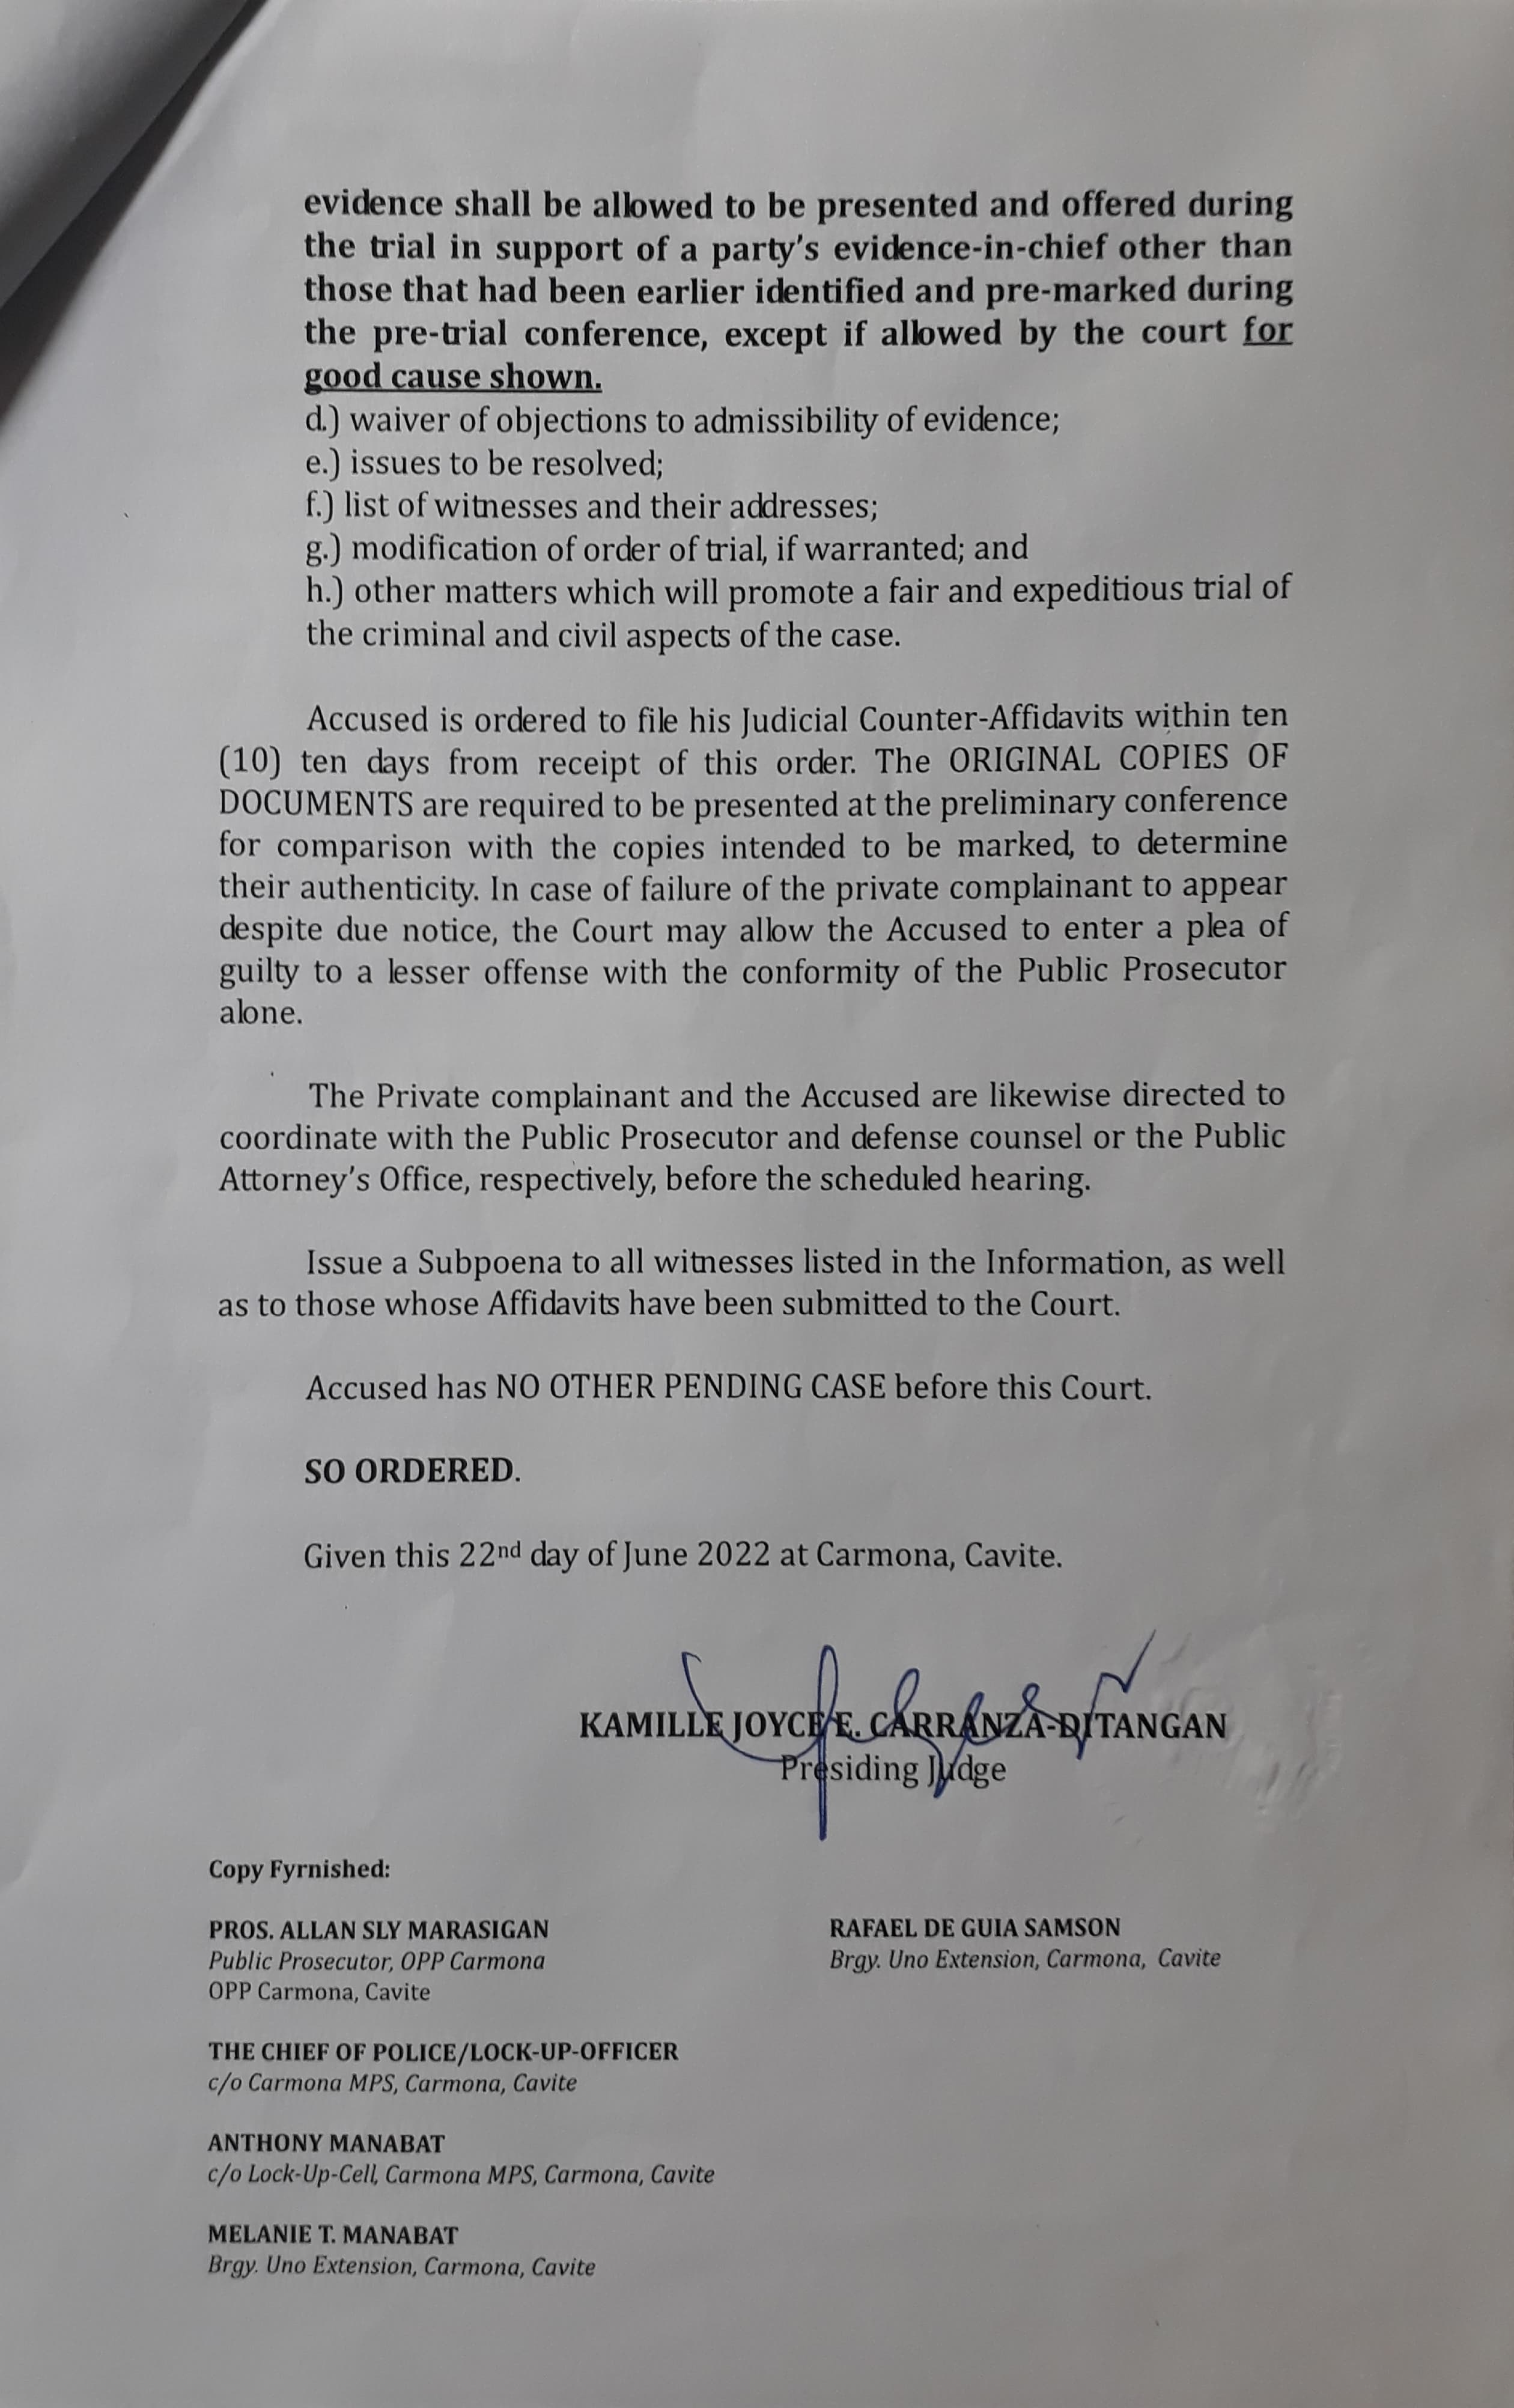 evidence shall be allowed to be presented and offered during
the trial in support of a party's evidence-in-chief other than
those that had been earlier identified and pre-marked during
the pre-trial conference, except if allowed by the court for
good cause shown.
d.) waiver of objections to admissibility of evidence;
e.) issues to be resolved;
f.) list of witnesses and their addresses;
g.) modification of order of trial, if warranted; and
h.) other matters which will promote a fair and expeditious trial of
the criminal and civil aspects of the case.
Accused is ordered to file his Judicial Counter-Affidavits within ten
(10) ten days from receipt of this order. The ORIGINAL COPIES OF
DOCUMENTS are required to be presented at the preliminary conference
for comparison with the copies intended to be marked, to determine
their authenticity. In case of failure of the private complainant to appear
despite due notice, the Court may allow the Accused to enter a plea of
guilty to a lesser offense with the conformity of the Public Prosecutor
alone.
The Private complainant and the Accused are likewise directed to
coordinate with the Public Prosecutor and defense counsel or the Public
Attorney's Office, respectively, before the scheduled hearing.
Issue a Subpoena to all witnesses listed in the Information, as well
as to those whose Affidavits have been submitted to the Court.
Accused has NO OTHER PENDING CASE before this Court.
SO ORDERED.
Given this 22nd day of June 2022 at Carmona, Cavite.
KAMILLE JOYCE E. CARRANZA-DITANGAN
Presiding Judge
Copy Fyrnished:
PROS. ALLAN SLY MARASIGAN
Public Prosecutor, OPP Carmona
OPP Carmona, Cavite
RAFAEL DE GUIA SAMSON
Brgy. Uno Extension, Carmona, Cavite
THE CHIEF OF POLICE/LOCK-UP-OFFICER
c/o Carmona MPS, Carmona, Cavite
ANTHONY MANABAT
c/o Lock-Up-Cell, Carmona MPS, Carmona, Cavite
MELANIE T. MANABAT
Brgy. Uno Extension, Carmona, Cavite